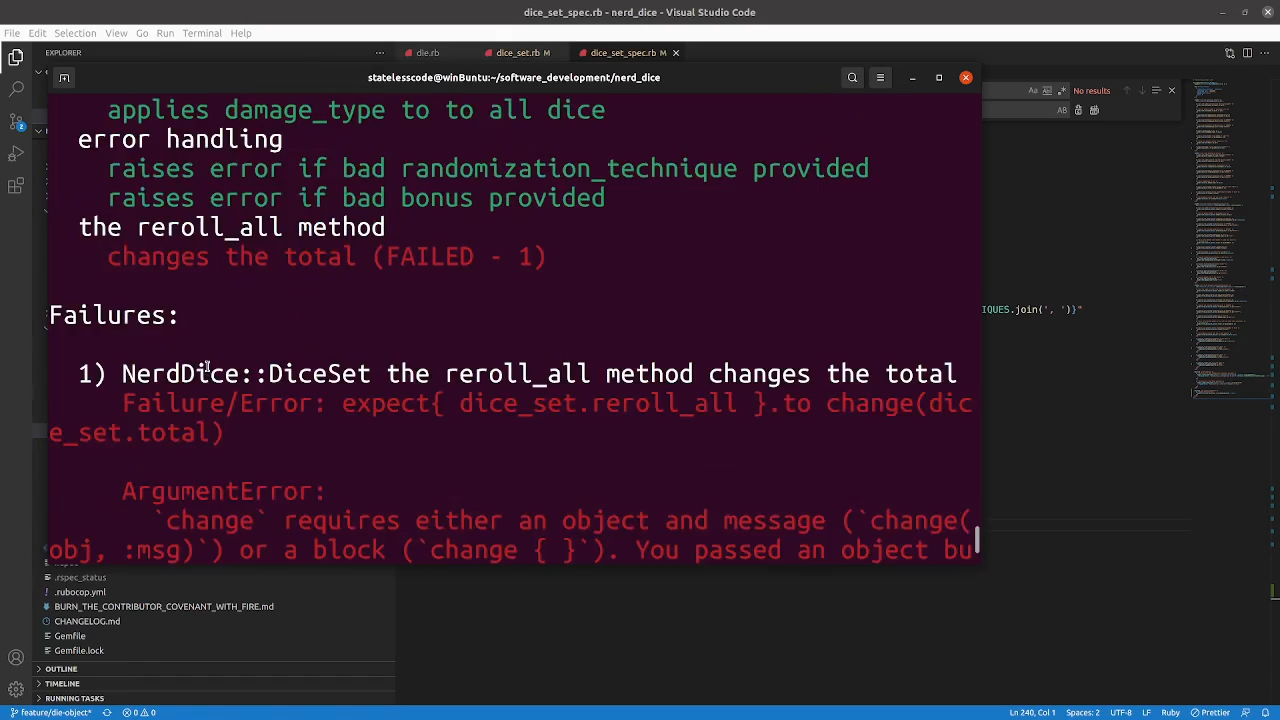 dice_set_spec.rb - nerd_dice - Visual Studio Code
File Edit Selection View Go Run Terminal Help
EXPLORER
die.rb
dice_set.rb M
dice_set_spec.rb M
statelesscode@winBuntu:~/software_development/nerd_dice
No results
applies damage_type to to all dice
error handling
raises error if bad randomization_technique provided
raises error if bad bonus provided
the reroll_all method
changes the total (FAILED -
Failures:
1) NerdDice::DiceSet the reroll_all method changes the total
Failure/Error: expect{ dice_set.reroll_all }.to change(dic
e_set.total)
ArgumentError:
`change` requires either an object and message (`change(
obj, :msg)`) or a block (`change { }`). You passed an object bu
IQUES.join(', ')}"
.rspec_status
.rubocop.yml
BURN_THE_CONTRIBUTOR_COVENANT_WITH_FIRE.md
CHANGELOG.md
Gemfile
Gemfile.lock
OUTLINE
TIMELINE
RUNNING TASKS
feature/die-object* 0 0 Ln 240, Col 1 Spaces: 2 UTF-8 LF Ruby Prettier